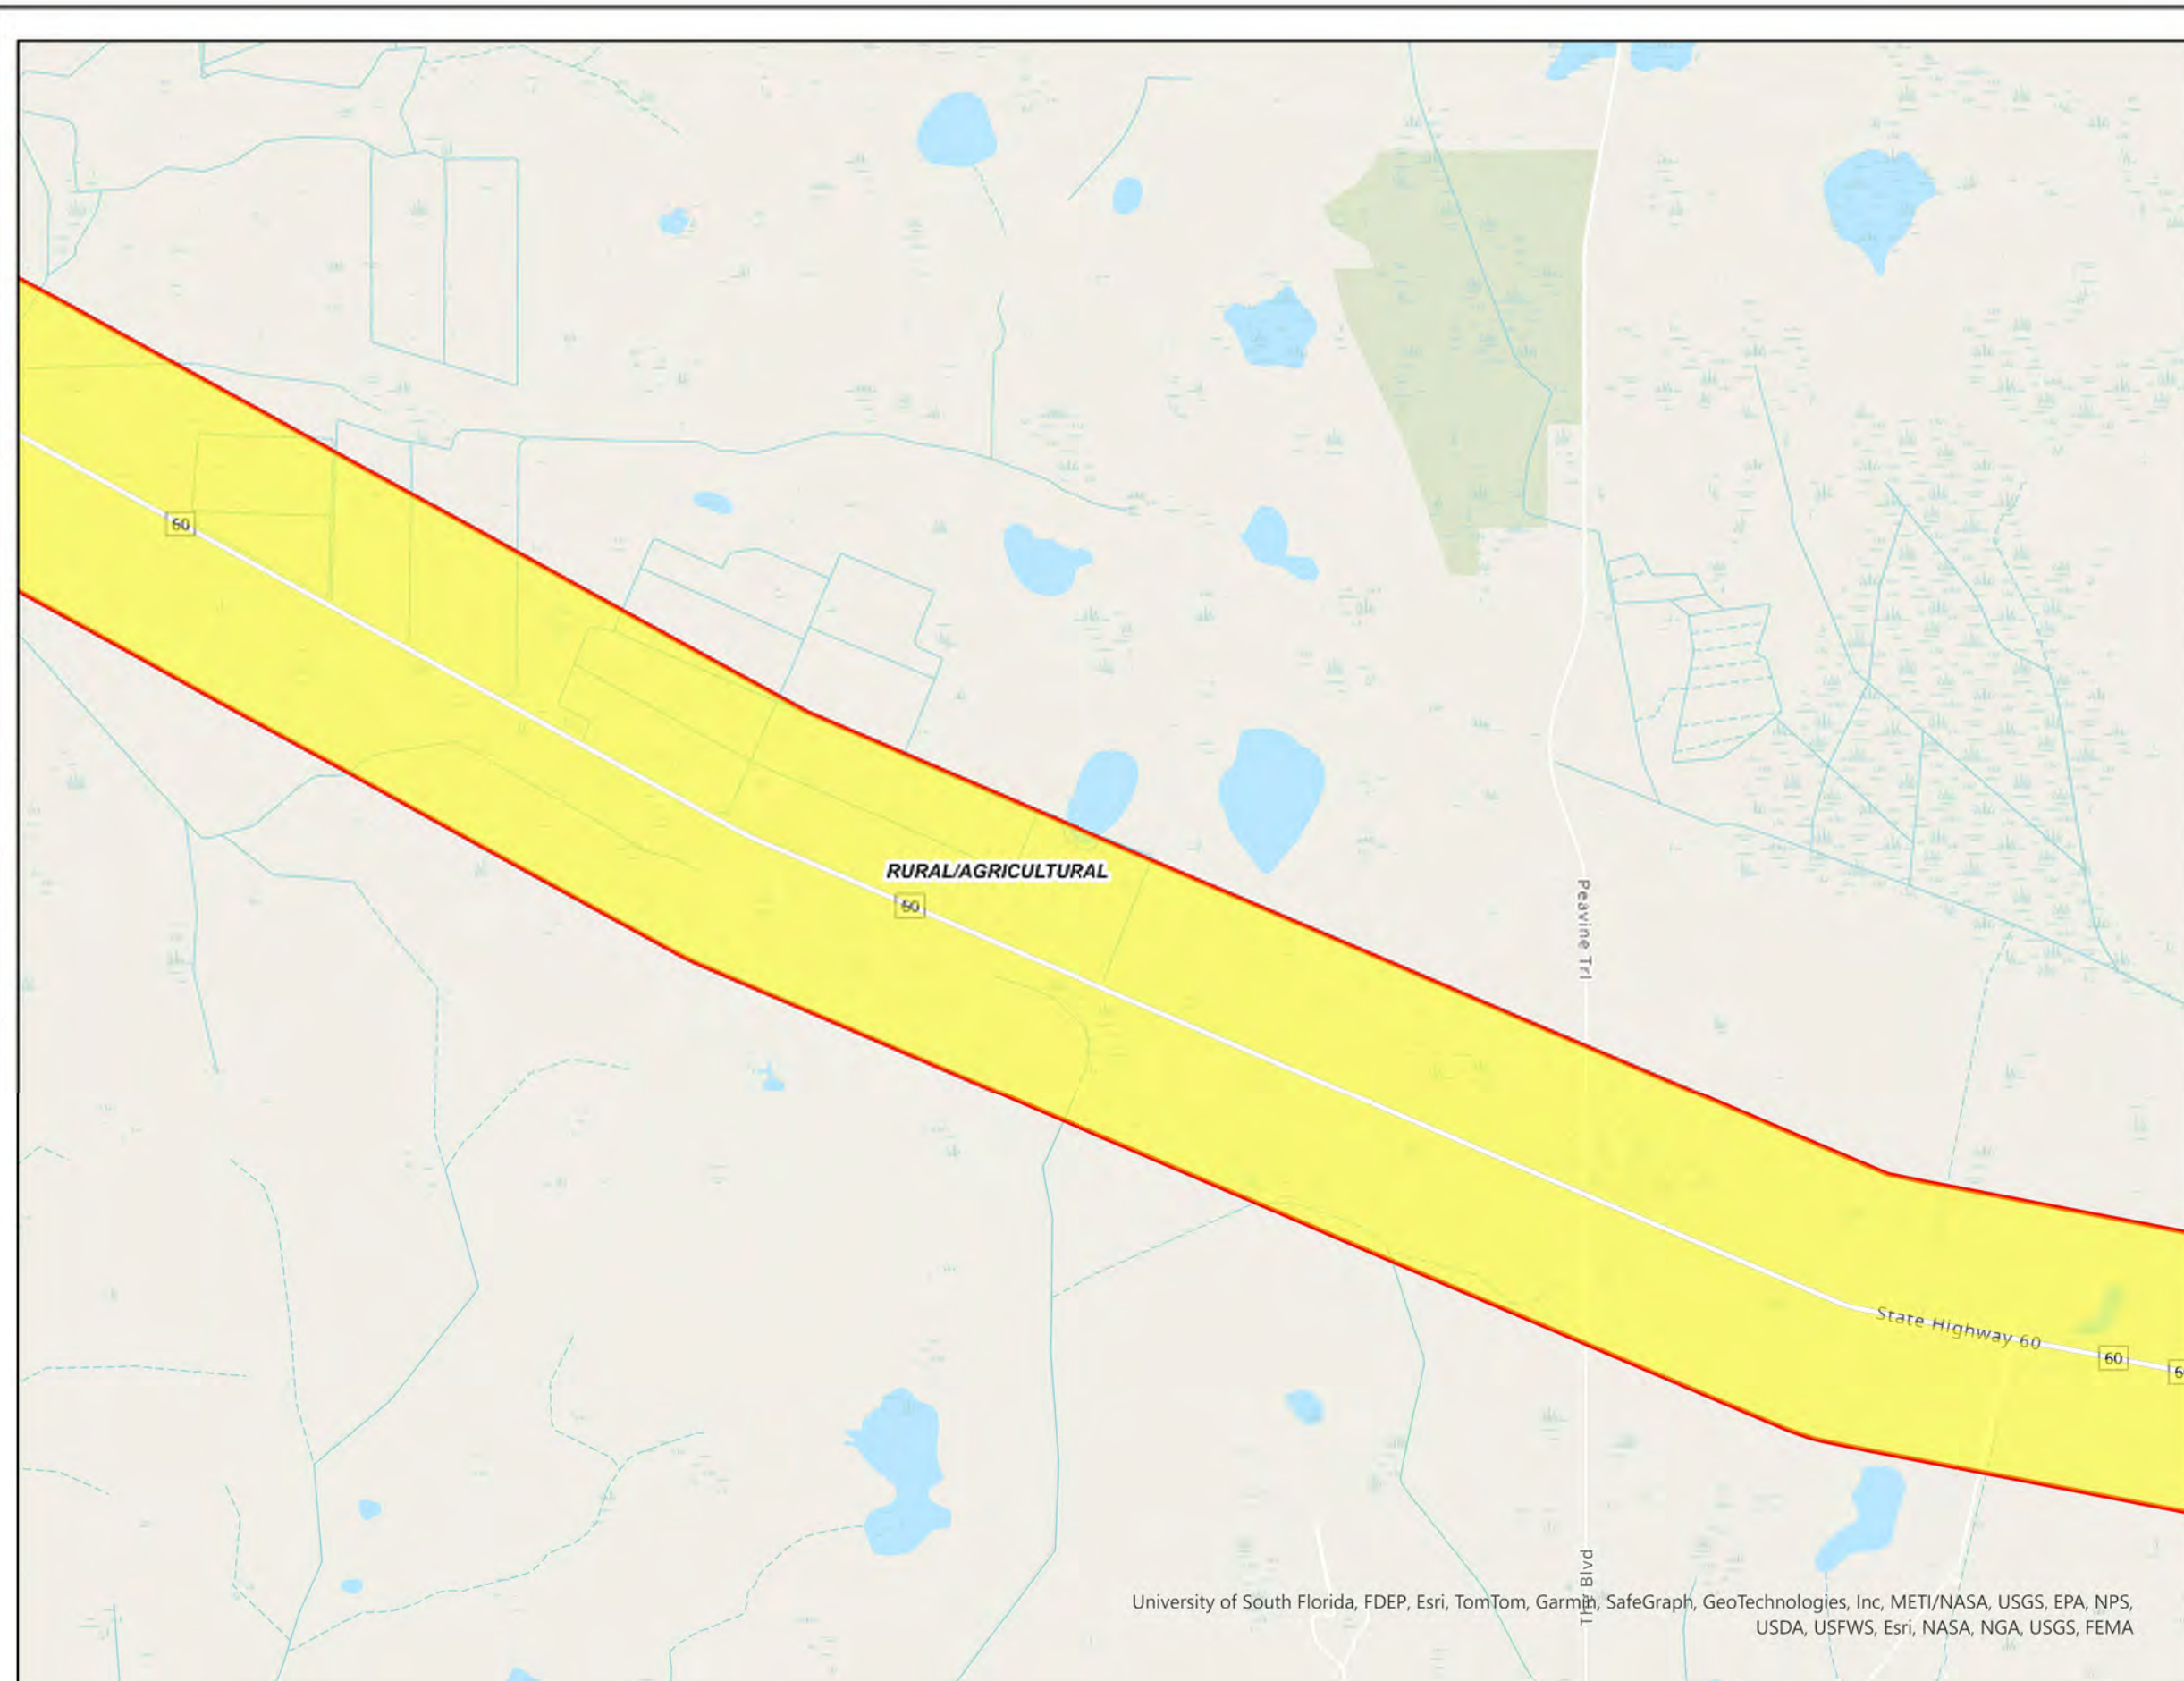 60
RURAL/AGRICULTURAL
60
Peavine Trl
State Highway 60
60
University of South Florida, FDEP, Esri, TomTom, Garmin, SafeGraph, GeoTechnologies, Inc, METI/NASA, USGS, EPA, NPS,
USDA, USFWS, Esri, NASA, NGA, USGS, FEMA